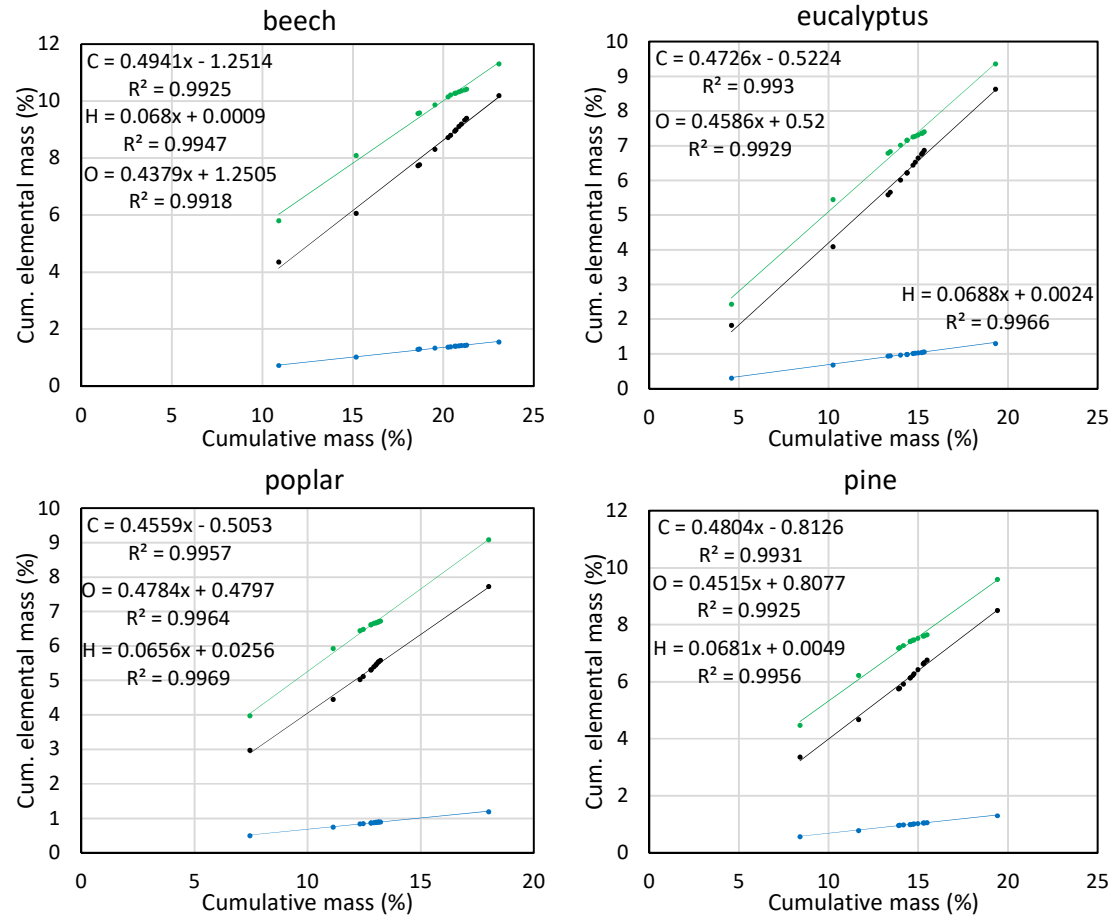 beech
12
10
8
6
4
2
0
0
5
10
15
20
25
Cum. elemental mass (%)
Cumulative mass (%)
C = 0.4941x - 1.2514
R² = 0.9925
H = 0.068x + 0.0009
R² = 0.9947
O = 0.4379x + 1.2505
R² = 0.9918
eucalyptus
10
9
8
7
6
5
4
3
2
1
0
0
5
10
15
20
25
Cum. elemental mass (%)
Cumulative mass (%)
C = 0.4726x - 0.5224
R² = 0.993
O = 0.4586x + 0.52
R² = 0.9929
H = 0.0688x + 0.0024
R² = 0.9966
poplar
10
9
8
7
6
5
4
3
2
1
0
0
5
10
15
20
Cum. elemental mass (%)
Cumulative mass (%)
C = 0.4559x - 0.5053
R² = 0.9957
O = 0.4784x + 0.4797
R² = 0.9964
H = 0.0656x + 0.0256
R² = 0.9969
pine
12
10
8
6
4
2
0
0
5
10
15
20
25
Cum. elemental mass (%)
Cumulative mass (%)
C = 0.4804x - 0.8126
R² = 0.9931
O = 0.4515x + 0.8077
R² = 0.9925
H = 0.0681x + 0.0049
R² = 0.9956